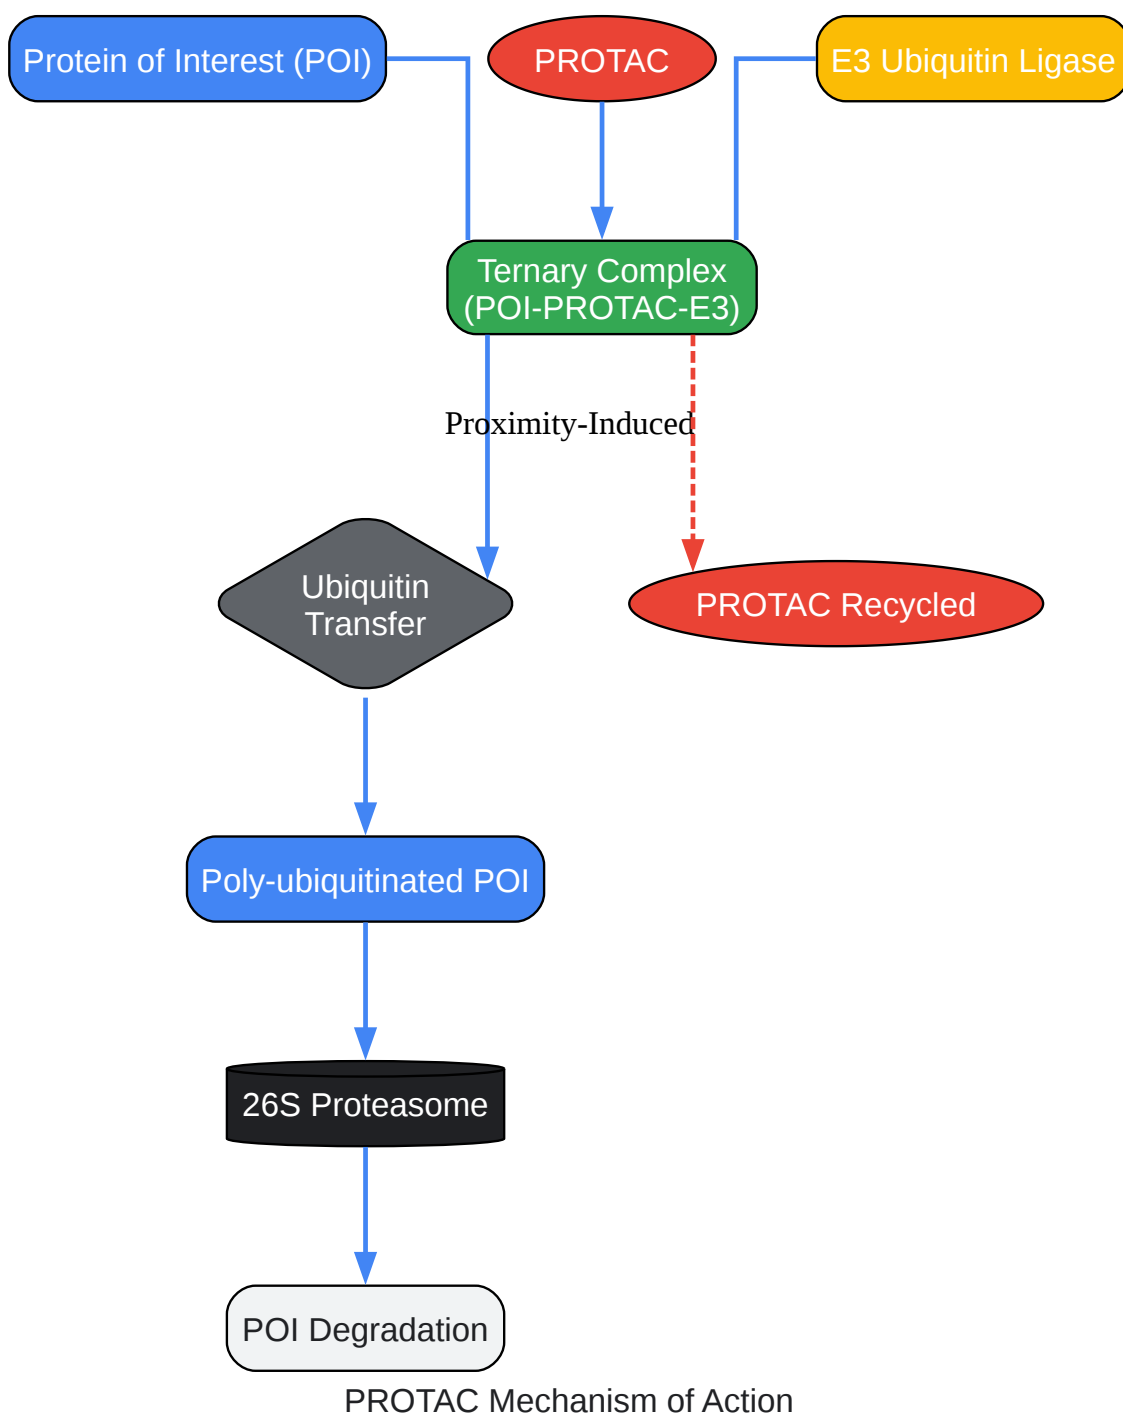 Protein of Interest (POI)
PROTAC
E3 Ubiquitin Ligase
Ternary Complex
(POI-PROTAC-E3)
Proximity-Induced
Ubiquitin
Transfer
PROTAC Recycled
Poly-ubiquitinated POI
26S Proteasome
POI Degradation
PROTAC Mechanism of Action